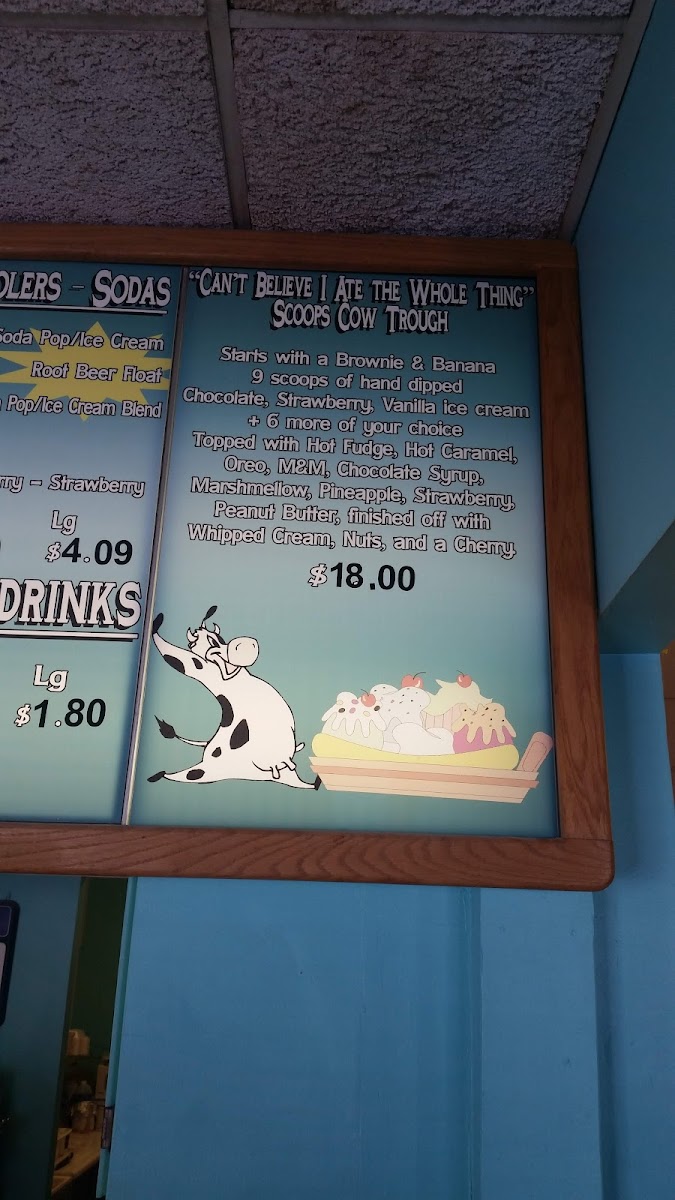 SODAS
Soda Pop/Ice Cream
Root Beer Float
Pop/Ice Cream Blend
Strawberry
Lg
$4.09
DRINKS
Lg
$1.80
"CAN'T BELIEVE I ATE THE WHOLE THING"
SCOOPS COW TROUGH
Starts with a Brownie & Banana
9 scoops of hand dipped
Chocolate, Strawberry, Vanilla ice cream
+ 6 more of your choice
Topped with Hot Fudge, Hot Caramel,
Oreo, M&M, Chocolate Syrup,
Marshmellow, Pineapple, Strawberry,
Peanut Butter, finished off with
Whipped Cream, Nuts, and a Cherry.
$18.00